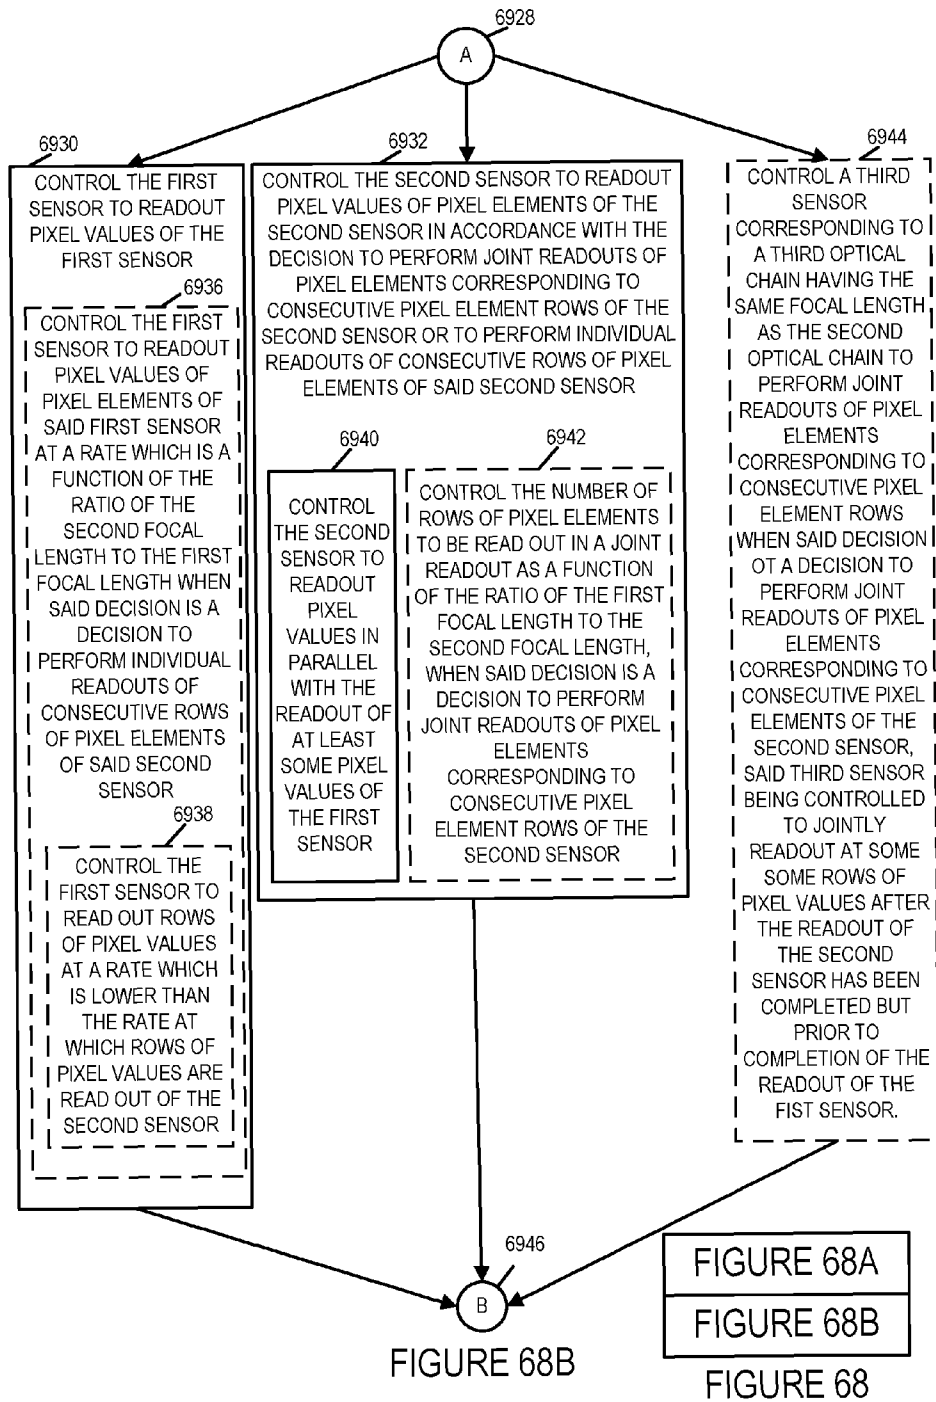 6928
A
6930
CONTROL THE FIRST
SENSOR TO READOUT
PIXEL VALUES OF THE
FIRST SENSOR
6936
CONTROL THE FIRST
SENSOR TO READOUT
PIXEL VALUES OF
PIXEL ELEMENTS OF
SAID FIRST SENSOR
AT A RATE WHICH IS A
FUNCTION OF THE
RATIO OF THE
SECOND FOCAL
LENGTH TO THE FIRST
FOCAL LENGTH WHEN
SAID DECISION IS A
DECISION TO
PERFORM INDIVIDUAL
READOUTS OF
CONSECUTIVE ROWS
OF PIXEL ELEMENTS
OF SAID SECOND
SENSOR
6938
CONTROL THE
FIRST SENSOR TO
READ OUT ROWS
OF PIXEL VALUES
AT A RATE WHICH
IS LOWER THAN
THE RATE AT
WHICH ROWS OF
PIXEL VALUES ARE
READ OUT OF THE
SECOND SENSOR
6932
CONTROL THE SECOND SENSOR TO READOUT
PIXEL VALUES OF PIXEL ELEMENTS OF THE
SECOND SENSOR IN ACCORDANCE WITH THE
DECISION TO PERFORM JOINT READOUTS OF
PIXEL ELEMENTS CORRESPONDING TO
CONSECUTIVE PIXEL ELEMENT ROWS OF THE
SECOND SENSOR OR TO PERFORM INDIVIDUAL
READOUTS OF CONSECUTIVE ROWS OF PIXEL
ELEMENTS OF SAID SECOND SENSOR
6940
CONTROL
THE SECOND
SENSOR TO
READOUT
PIXEL
VALUES IN
PARALLEL
WITH THE
READOUT OF
AT LEAST
SOME PIXEL
VALUES OF
THE FIRST
SENSOR
6942
CONTROL THE NUMBER OF
ROWS OF PIXEL ELEMENTS
TO BE READ OUT IN A JOINT
READOUT AS A FUNCTION
OF THE RATIO OF THE FIRST
FOCAL LENGTH TO THE
SECOND FOCAL LENGTH,
WHEN SAID DECISION IS A
DECISION TO PERFORM
JOINT READOUTS OF PIXEL
ELEMENTS
CORRESPONDING TO
CONSECUTIVE PIXEL
ELEMENT ROWS OF THE
SECOND SENSOR
6944
CONTROL A THIRD
SENSOR
CORRESPONDING TO
A THIRD OPTICAL
CHAIN HAVING THE
SAME FOCAL LENGTH
AS THE SECOND
OPTICAL CHAIN TO
PERFORM JOINT
READOUTS OF PIXEL
ELEMENTS
CORRESPONDING TO
CONSECUTIVE PIXEL
ELEMENT ROWS
WHEN SAID DECISION
OT A DECISION TO
PERFORM JOINT
READOUTS OF PIXEL
ELEMENTS
CORRESPONDING TO
CONSECUTIVE PIXEL
ELEMENTS OF THE
SECOND SENSOR,
SAID THIRD SENSOR
BEING CONTROLLED
TO JOINTLY
READOUT AT SOME
SOME ROWS OF
PIXEL VALUES AFTER
THE READOUT OF
THE SECOND
SENSOR HAS BEEN
COMPLETED BUT
PRIOR TO
COMPLETION OF THE
READOUT OF THE
FIST SENSOR.
6946
B
FIGURE 68B
FIGURE 68A
FIGURE 68B
FIGURE 68